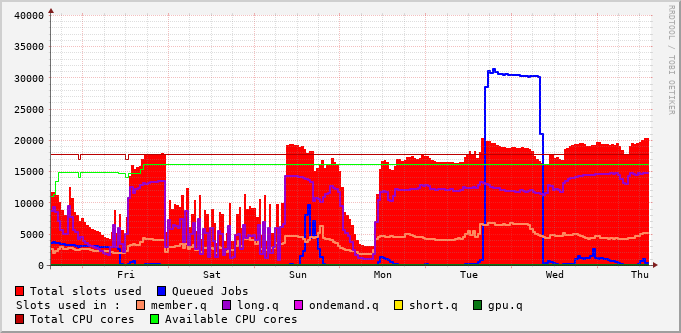 40000
35000
30000
25000
20000
15000
10000
5000
0
Fri Sat Sun Mon Tue Wed Thu
RRDTOOL / TOBI OETIKER
Total slots used Queued Jobs
Slots used in : member.q long.q ondemand.q short.q gpu.q
Total CPU cores Available CPU cores